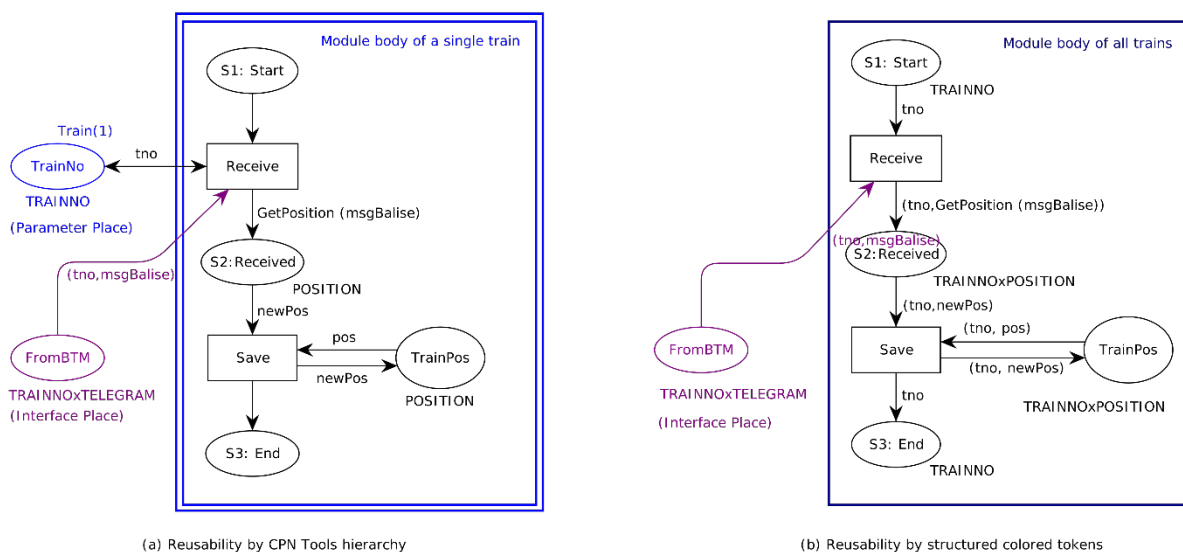 Module body of a single train
S1: Start
Train(1)
tno
TrainNo
Receive
TRAINNO
(Parameter Place)
GetPosition (msgBalise)
(tno,msgBalise)
S2:Received
POSITION
newPos
pos
FromBTM
Save
TrainPos
newPos
TRAINNOxTELEGRAM
POSITION
(Interface Place)
S3: End
(a) Reusability by CPN Tools hierarchy
Module body of all trains
S1: Start
TRAINNO
tno
Receive
(tno,GetPosition (msgBalise))
(tno,msgBalise)
S2:Received
TRAINNOxPOSITION
(tno,newPos)
(tno, pos)
FromBTM
Save
TrainPos
(tno, newPos)
TRAINNOxTELEGRAM
tno
TRAINNOxPOSITION
(Interface Place)
S3: End
TRAINNO
(b) Reusability by structured colored tokens